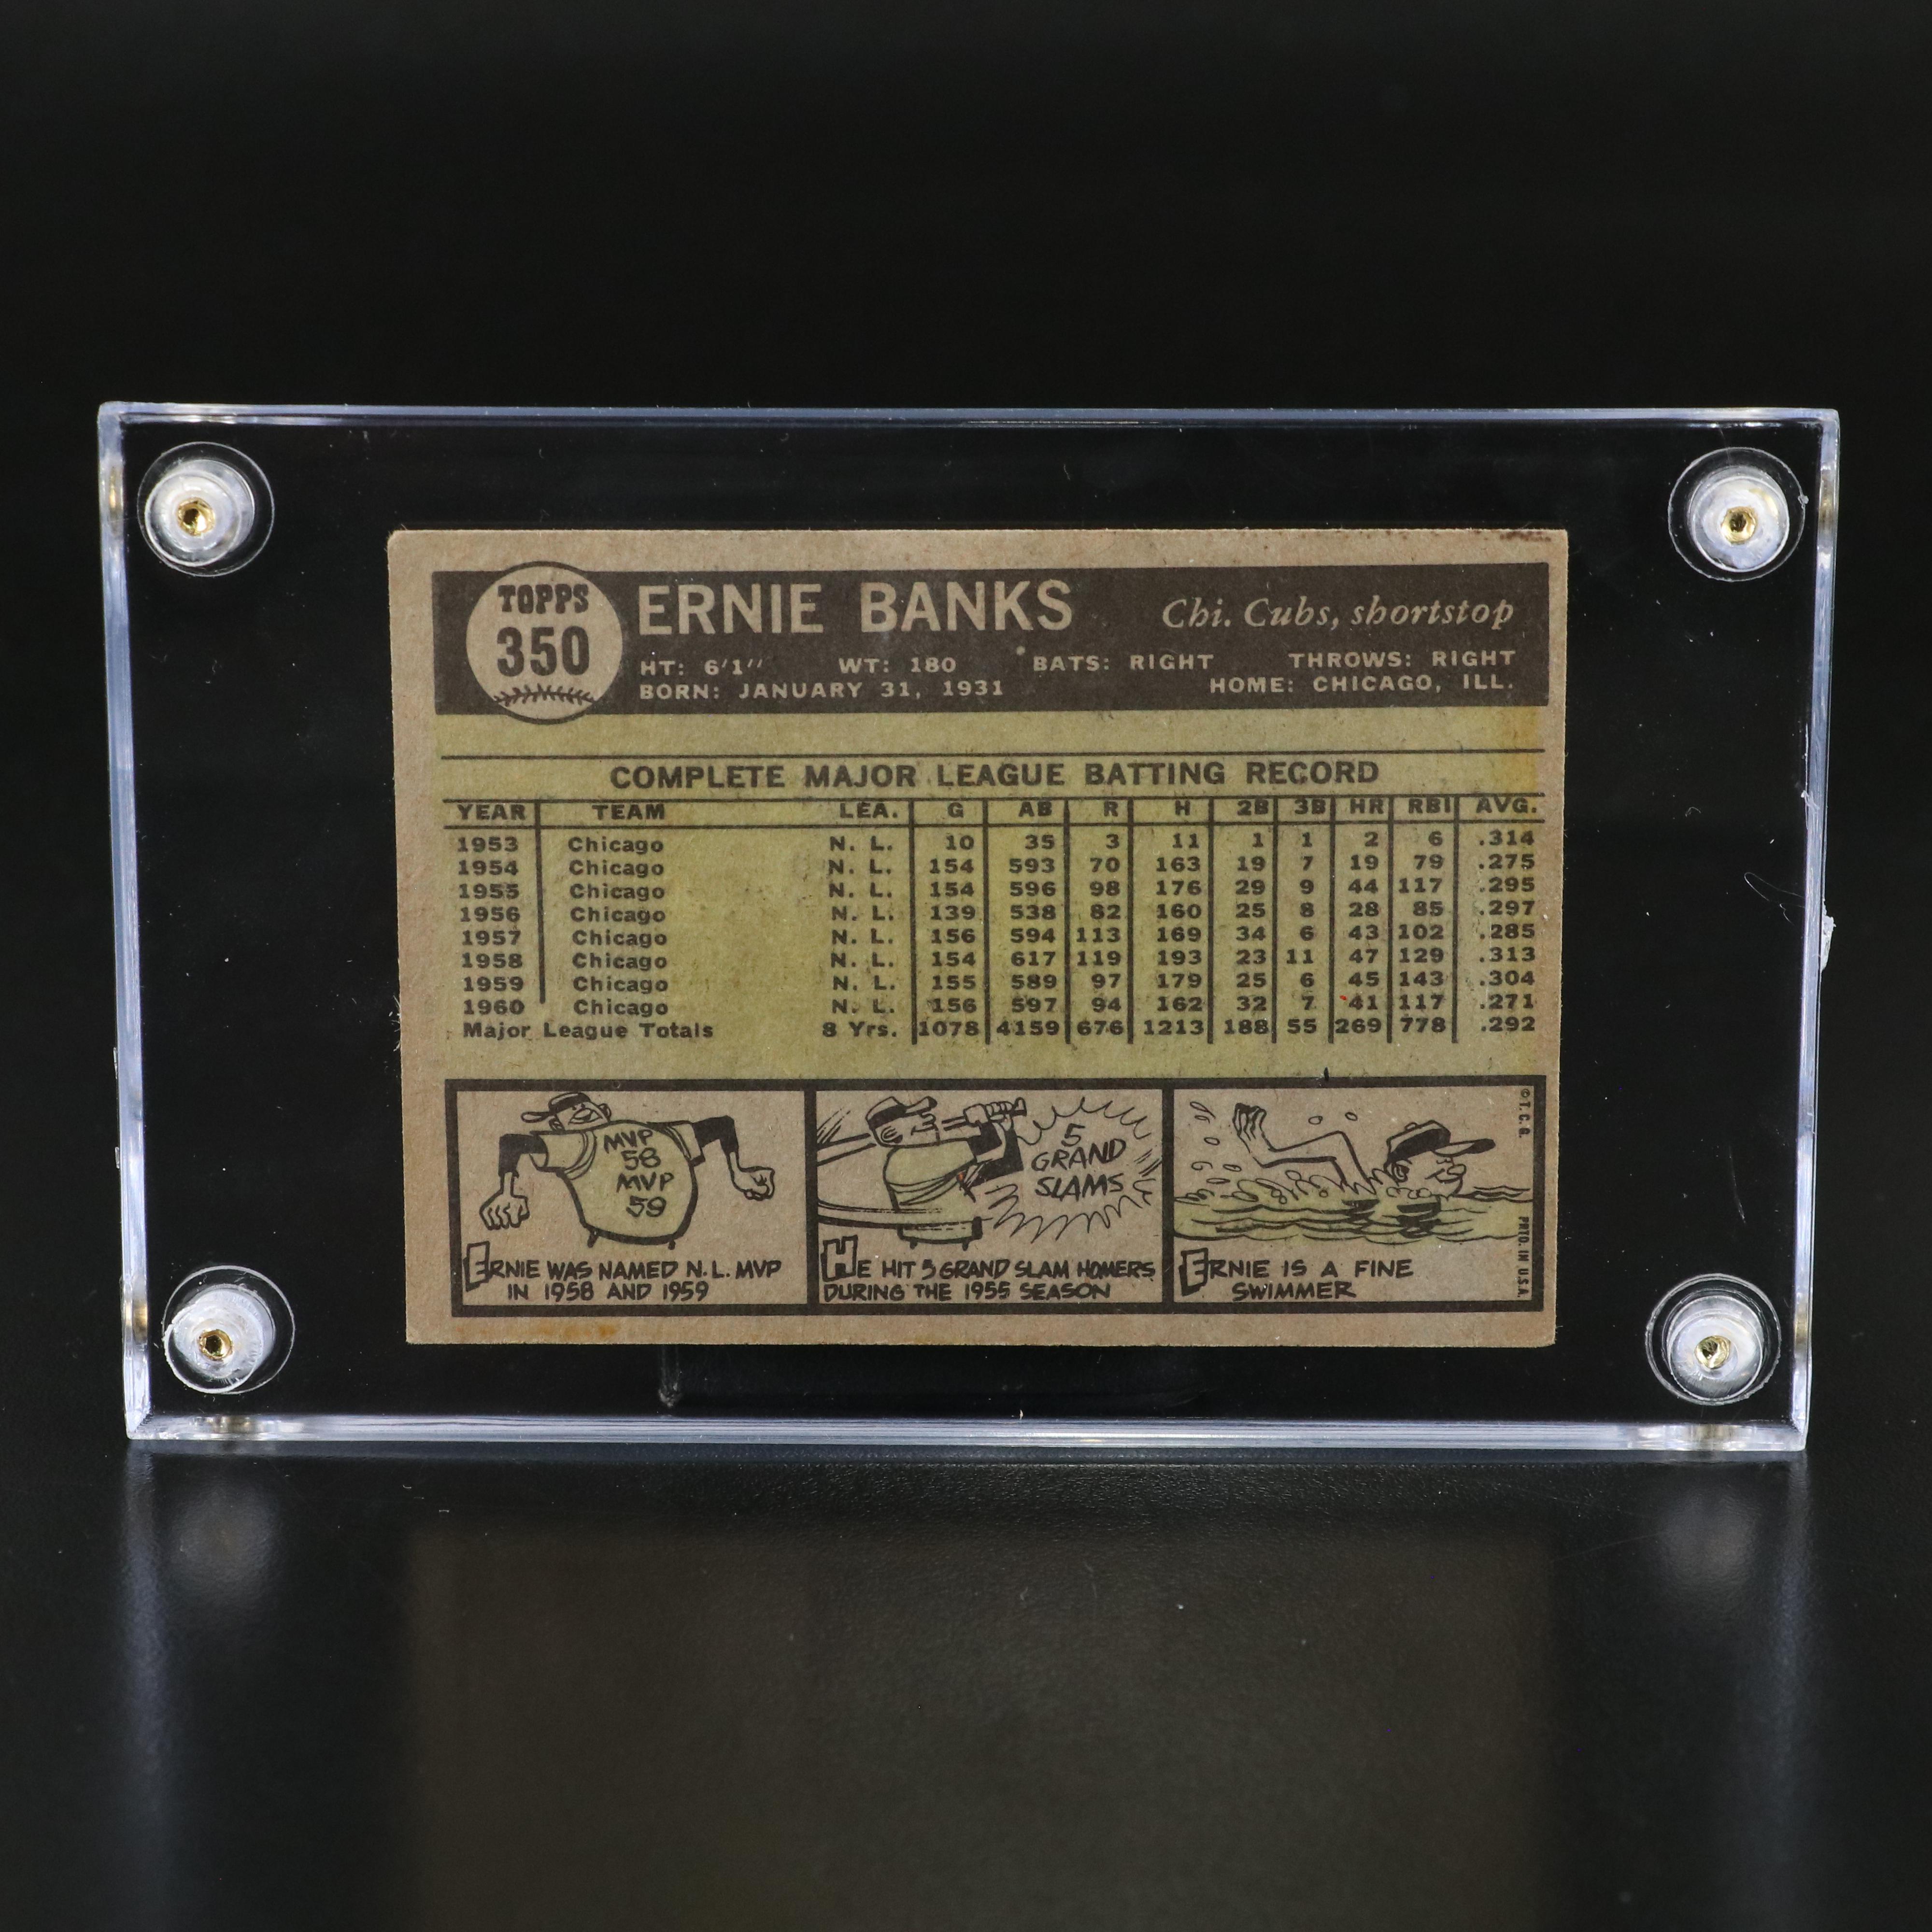 TOPPS
350
ERNIE BANKS Chi. Cubs, shortstop
HT: 6'1" WT: 180 BATS: RIGHT THROWS: RIGHT
BORN: JANUARY 31, 1931 HOME: CHICAGO, ILL.
COMPLETE MAJOR LEAGUE BATTING RECORD
YEAR TEAM LEA. G AB R H 2B 3B HR RBI AVG.
1953 Chicago N. L. 10 35 3 11 1 1 2 6 .314
1954 Chicago N. L. 154 593 70 163 19 7 19 79 .275
1955 Chicago N. L. 154 596 98 176 29 9 44 117 .295
1956 Chicago N. L. 139 538 82 160 25 8 28 85 .297
1957 Chicago N. L. 156 594 113 169 34 6 43 102 .285
1958 Chicago N. L. 154 617 119 193 23 11 47 129 .313
1959 Chicago N. L. 155 589 97 179 25 6 45 143 .304
1960 Chicago N. L. 156 597 94 162 32 7 41 117 .271
Major League Totals 8 Yrs. 1078 4159 676 1213 188 55 269 778 .292
MVP
58
MVP
59
ERNIE WAS NAMED N.L. MVP
IN 1958 AND 1959
5
GRAND
SLAMS
HE HIT 5 GRAND SLAM HOMERS
DURING THE 1955 SEASON
ERNIE IS A FINE
SWIMMER
© T. C. G.
PRTD. IN U.S.A.